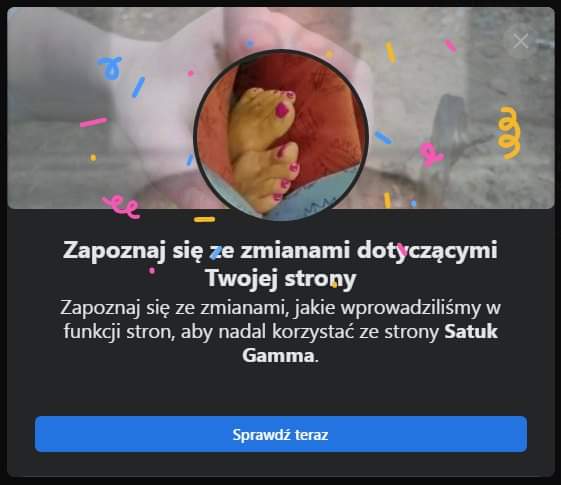 Zapoznaj się ze zmianami dotyczącymi
Twojej strony
Zapoznaj się ze zmianami, jakie wprowadziliśmy w
funkcji stron, aby nadal korzystać ze strony Satuk
Gamma.
Sprawdź teraz